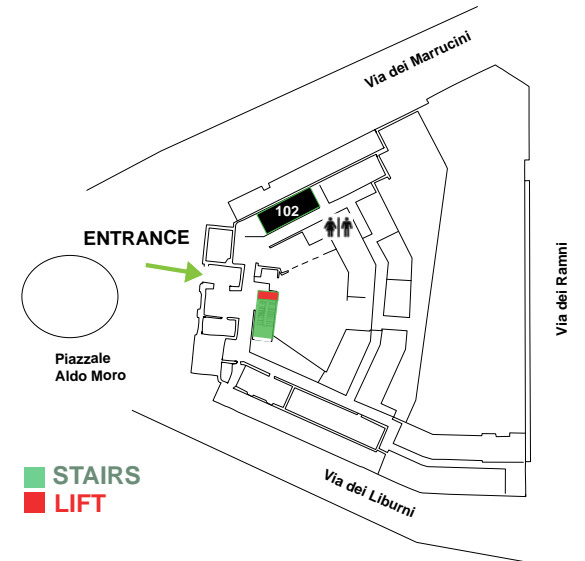 Via dei Marrucini
102
ENTRANCE
Via dei Ramni
Piazzale
Aldo Moro
STAIRS
LIFT
Via dei Liburni